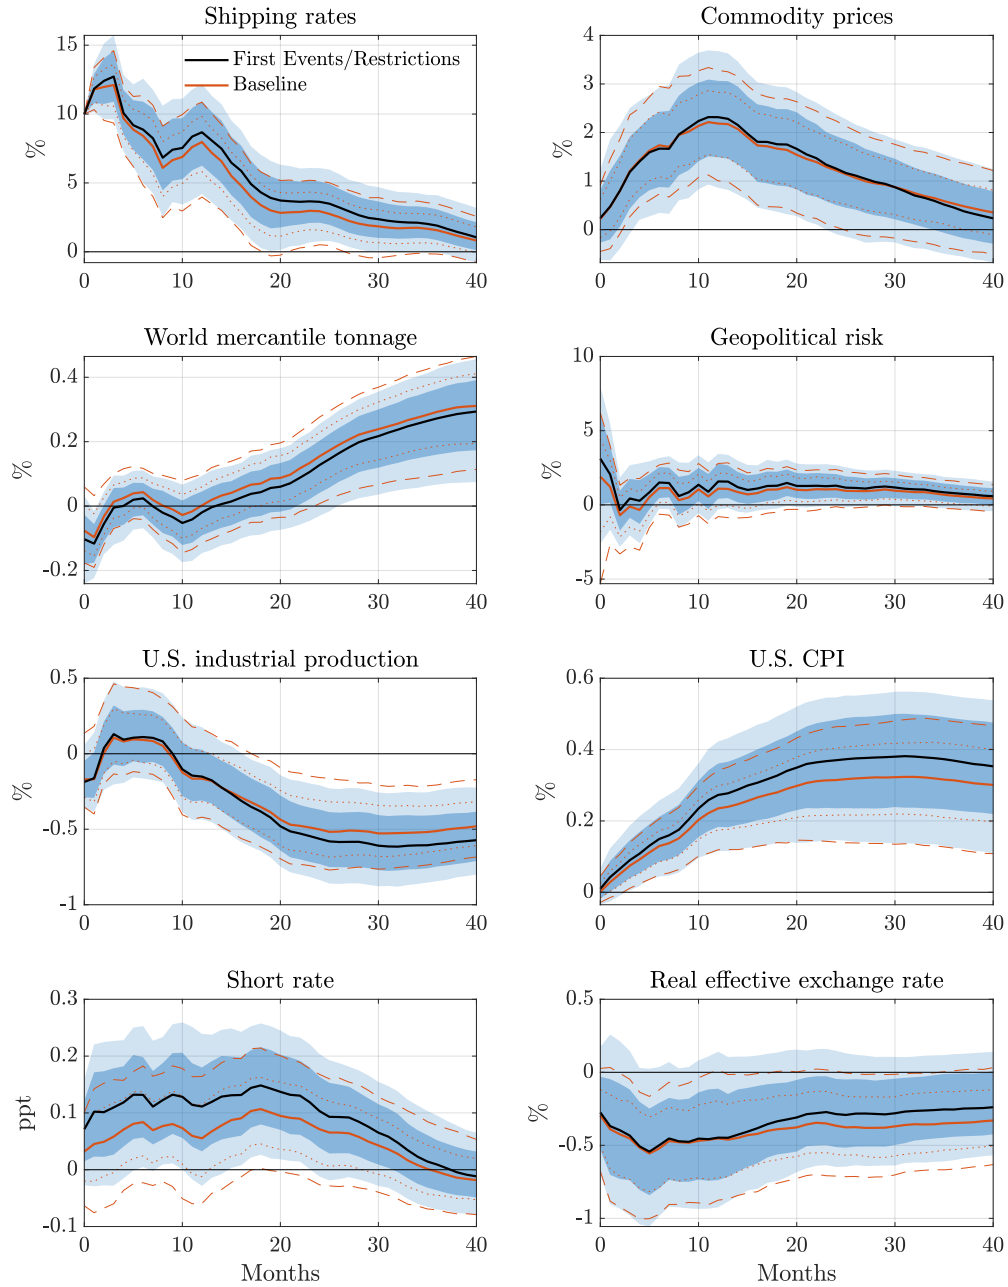 Shipping rates
15
10
5
0
%
First Events/Restrictions
Baseline
0 10 20 30 40
Commodity prices
4
3
2
1
0
%
0 10 20 30 40
World mercantile tonnage
0.4
0.2
0
-0.2
%
0 10 20 30 40
Geopolitical risk
10
5
0
-5
%
0 10 20 30 40
U.S. industrial production
0.5
0
-0.5
-1
%
0 10 20 30 40
U.S. CPI
0.6
0.4
0.2
0
%
0 10 20 30 40
Short rate
0.3
0.2
0.1
0
-0.1
ppt
0 10 20 30 40
Months
Real effective exchange rate
0.5
0
-0.5
-1
%
0 10 20 30 40
Months